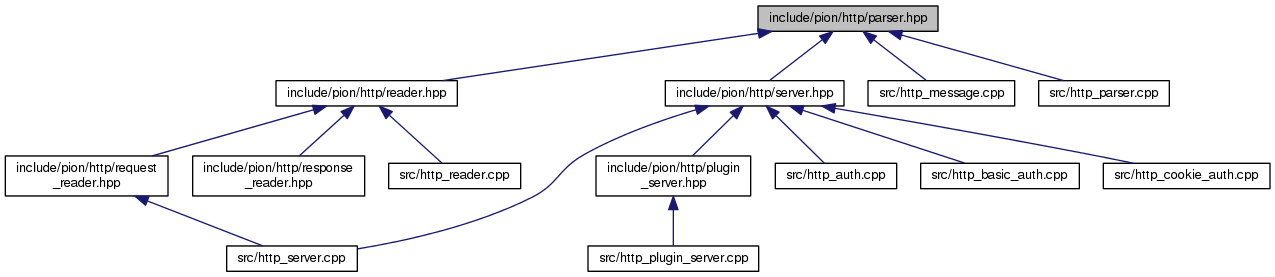 include/pion/http/parser.hpp
include/pion/http/reader.hpp
include/pion/http/server.hpp
src/http_message.cpp
src/http_parser.cpp
include/pion/http/request
_reader.hpp
include/pion/http/response
_reader.hpp
src/http_reader.cpp
include/pion/http/plugin
_server.hpp
src/http_auth.cpp
src/http_basic_auth.cpp
src/http_cookie_auth.cpp
src/http_server.cpp
src/http_plugin_server.cpp